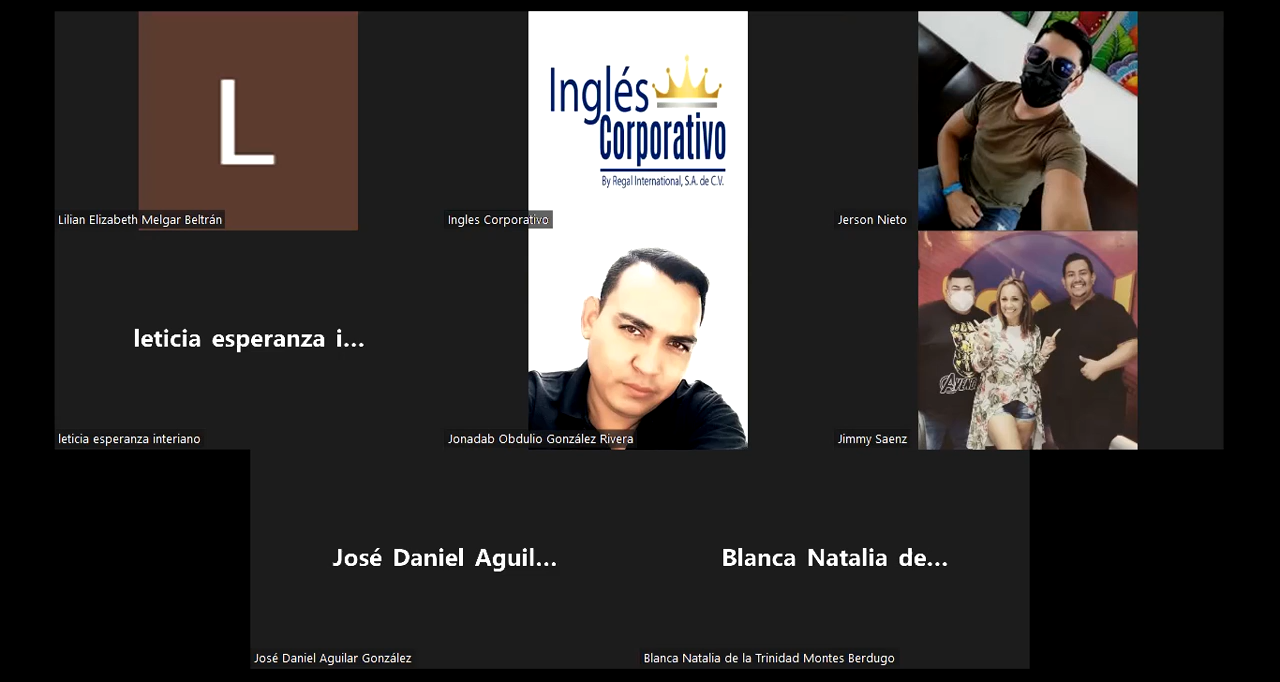 L
Lilian Elizabeth Melgar Beltrán
Inglés
Corporativo
By Regal International, S.A. de C.V.
Ingles Corporativo
Jerson Nieto
leticia esperanza i...
leticia esperanza interiano
Jonadab Obdulio González Rivera
Jimmy Saenz
José Daniel Aguil...
José Daniel Aguilar González
Blanca Natalia de...
Blanca Natalia de la Trinidad Montes Berdugo